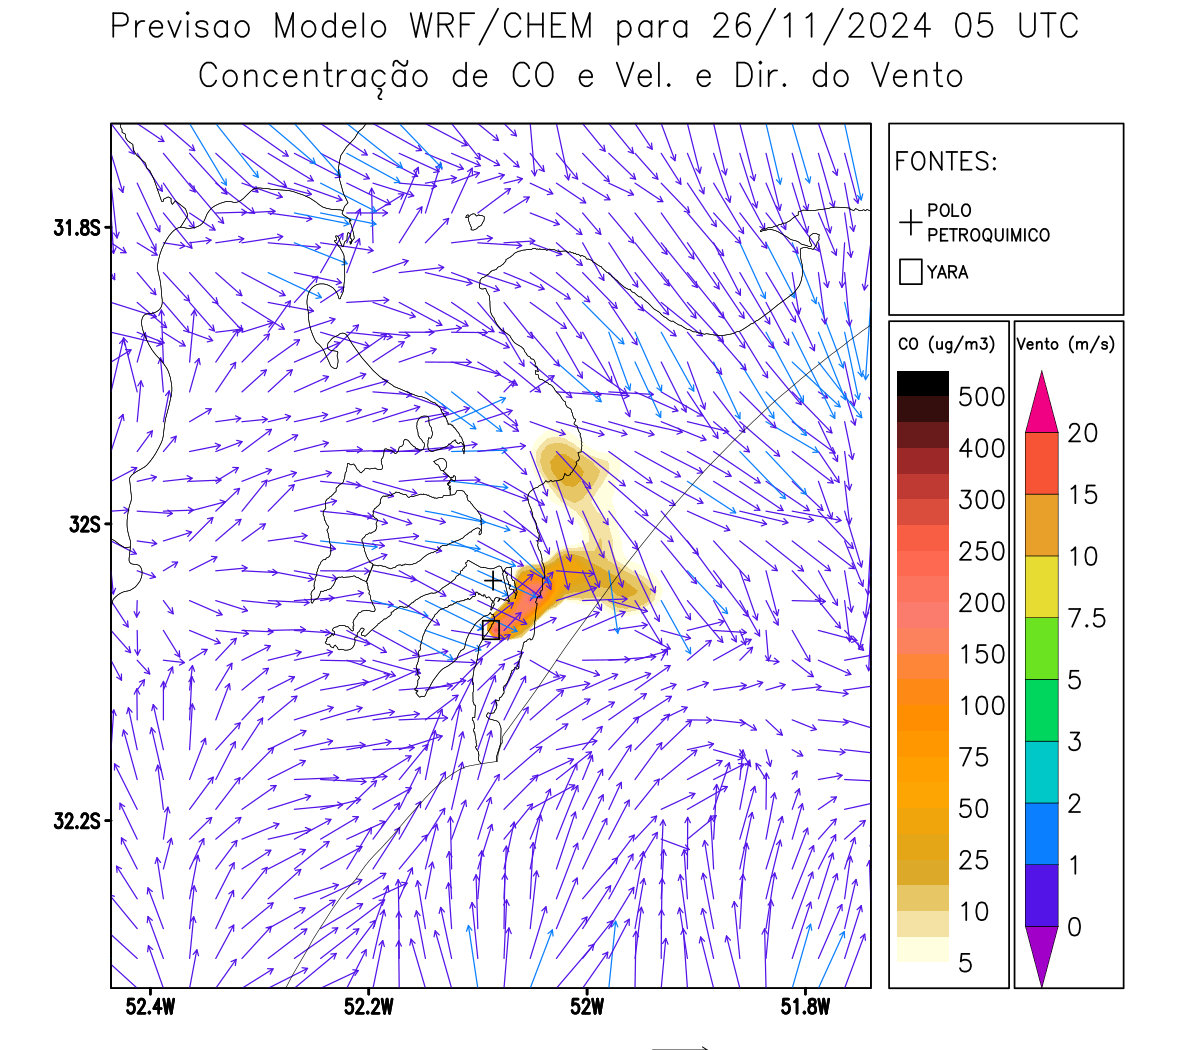 Previsao Modelo WRF/CHEM para 26/11/2024 05 UTC
Concentração de CO e Vel. e Dir. do Vento
FONTES:
POLO
PETROQUIMICO
YARA
CO (ug/m3)
500
400
300
250
200
150
100
75
50
25
10
5
Vento (m/s)
20
15
10
7.5
5
3
2
1
0
31.8S
32S
32.2S
52.4W 52.2W 52W 51.8W